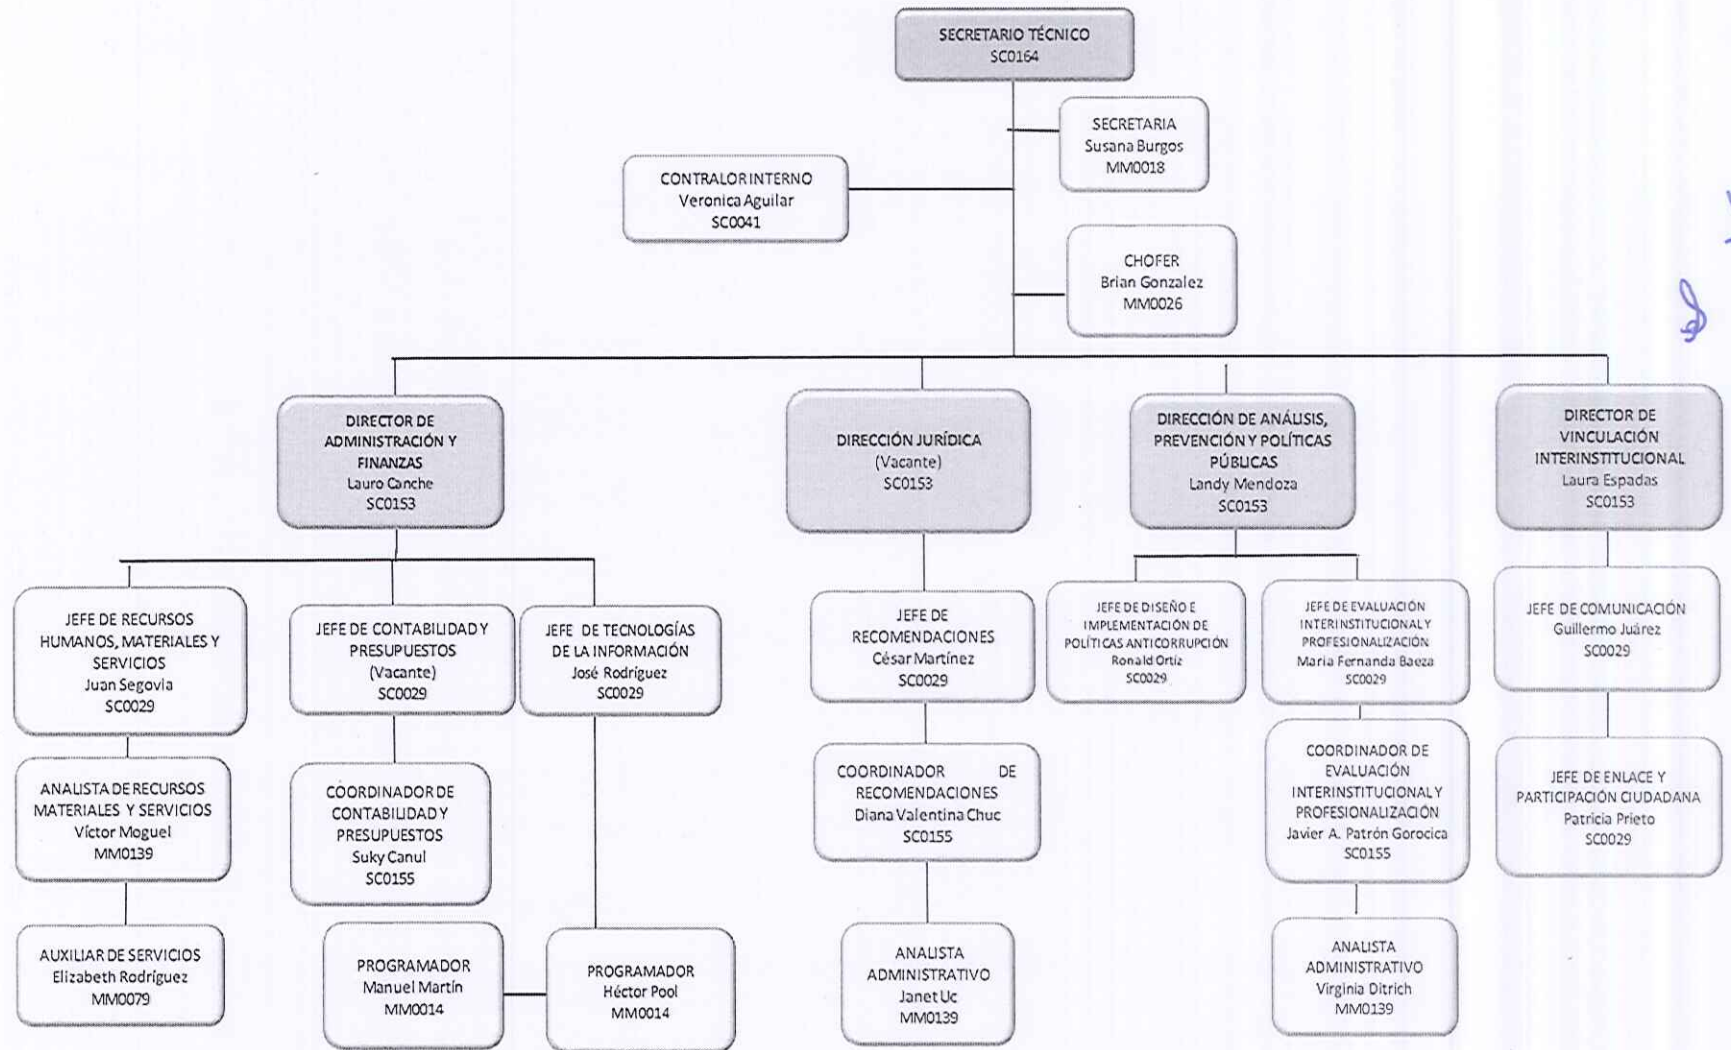 SECRETARIO TÉCNICO
SC0164
SECRETARIA
Susana Burgos
MM0018
CONTRALOR INTERNO
Veronica Aguilar
SC0041
CHOFER
Brian Gonzalez
MM0026
DIRECTOR DE
ADMINISTRACIÓN Y
FINANZAS
Lauro Canche
SC0153
DIRECCIÓN JURÍDICA
(Vacante)
SC0153
DIRECCIÓN DE ANÁLISIS,
PREVENCIÓN Y POLÍTICAS
PÚBLICAS
Landy Mendoza
SC0153
DIRECTOR DE
VINCULACIÓN
INTERINSTITUCIONAL
Laura Espadas
SC0153
JEFE DE RECURSOS
HUMANOS, MATERIALES Y
SERVICIOS
Juan Segovia
SC0029
JEFE DE CONTABILIDAD Y
PRESUPUESTOS
(Vacante)
SC0029
JEFE DE TECNOLOGÍAS
DE LA INFORMACIÓN
José Rodríguez
SC0029
JEFE DE
RECOMENDACIONES
César Martínez
SC0029
JEFE DE DISEÑO E
IMPLEMENTACIÓN DE
POLÍTICAS ANTICORRUPCIÓN
Ronald Ortíz
SC0029
JEFE DE EVALUACIÓN
INTERINSTITUCIONAL Y
PROFESIONALIZACIÓN
Maria Fernanda Baeza
SC0029
JEFE DE COMUNICACIÓN
Guillermo Juárez
SC0029
ANALISTA DE RECURSOS
MATERIALES Y SERVICIOS
Víctor Moguel
MM0139
COORDINADOR DE
CONTABILIDAD Y
PRESUPUESTOS
Suky Canul
SC0155
COORDINADOR DE
RECOMENDACIONES
Diana Valentina Chuc
SC0155
COORDINADOR DE
EVALUACIÓN
INTERINSTITUCIONAL Y
PROFESIONALIZACIÓN
Javier A. Patrón Gorocica
SC0155
JEFE DE ENLACE Y
PARTICIPACIÓN CIUDADANA
Patricia Prieto
SC0029
AUXILIAR DE SERVICIOS
Elizabeth Rodríguez
MM0079
PROGRAMADOR
Manuel Martín
MM0014
PROGRAMADOR
Héctor Pool
MM0014
ANALISTA
ADMINISTRATIVO
Janet Uc
MM0139
ANALISTA
ADMINISTRATIVO
Virginia Ditrich
MM0139